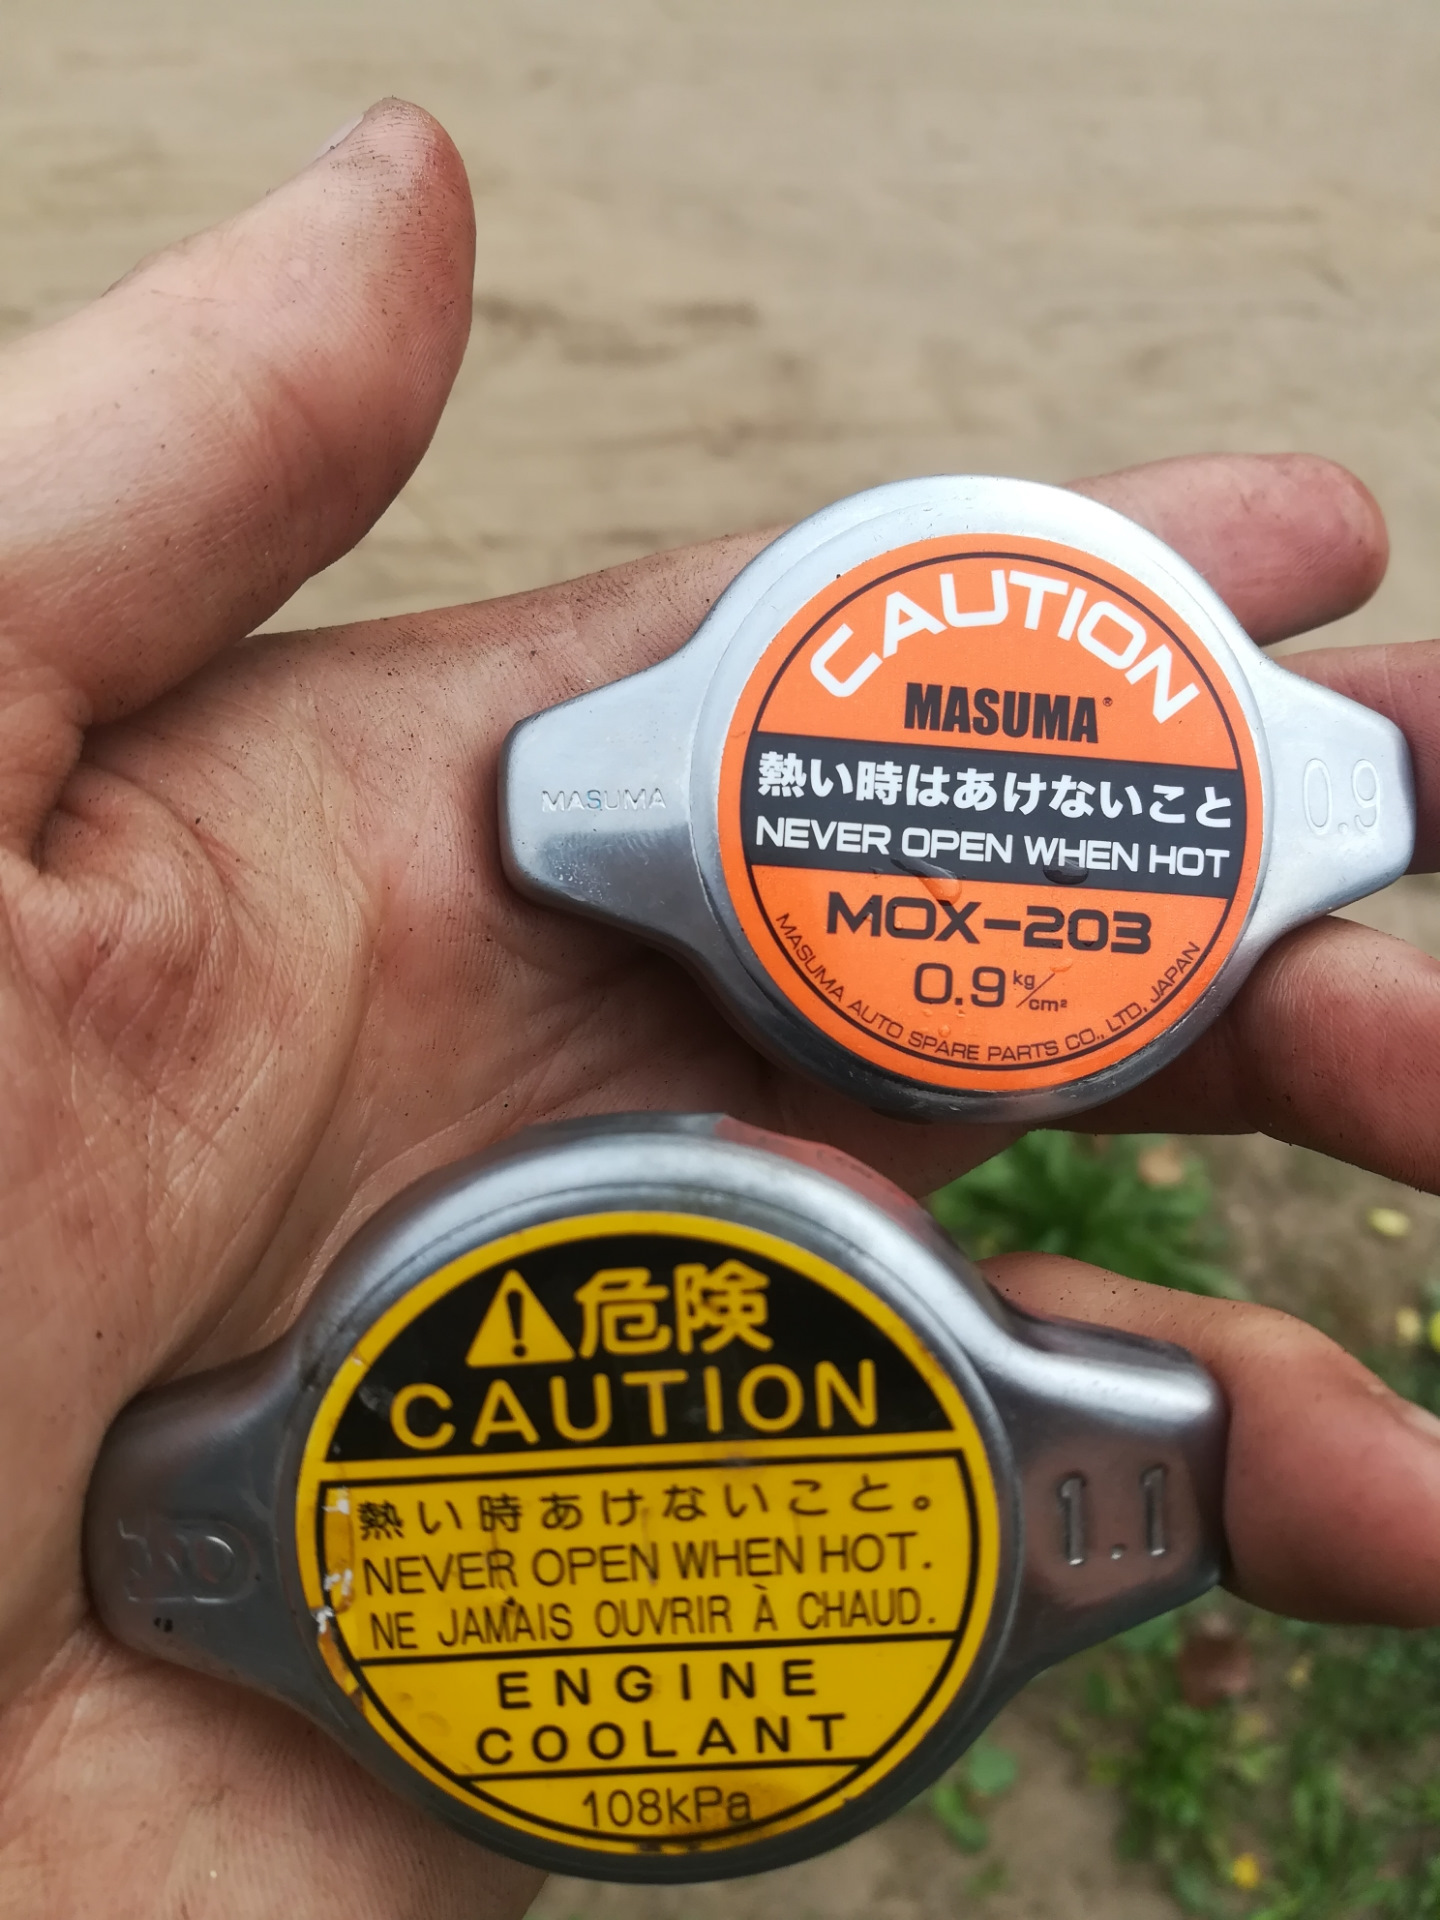 CAUTION
MASUMA®
熱い時はあけないこと
NEVER OPEN WHEN HOT
MOX-203
0.9 kg/cm²
MASUMA AUTO SPARE PARTS CO., LTD, JAPAN
MASUMA
0.9
危険
CAUTION
熱い時あけないこと。
NEVER OPEN WHEN HOT.
NE JAMAIS OUVRIR À CHAUD.
ENGINE
COOLANT
108kPa
1.1